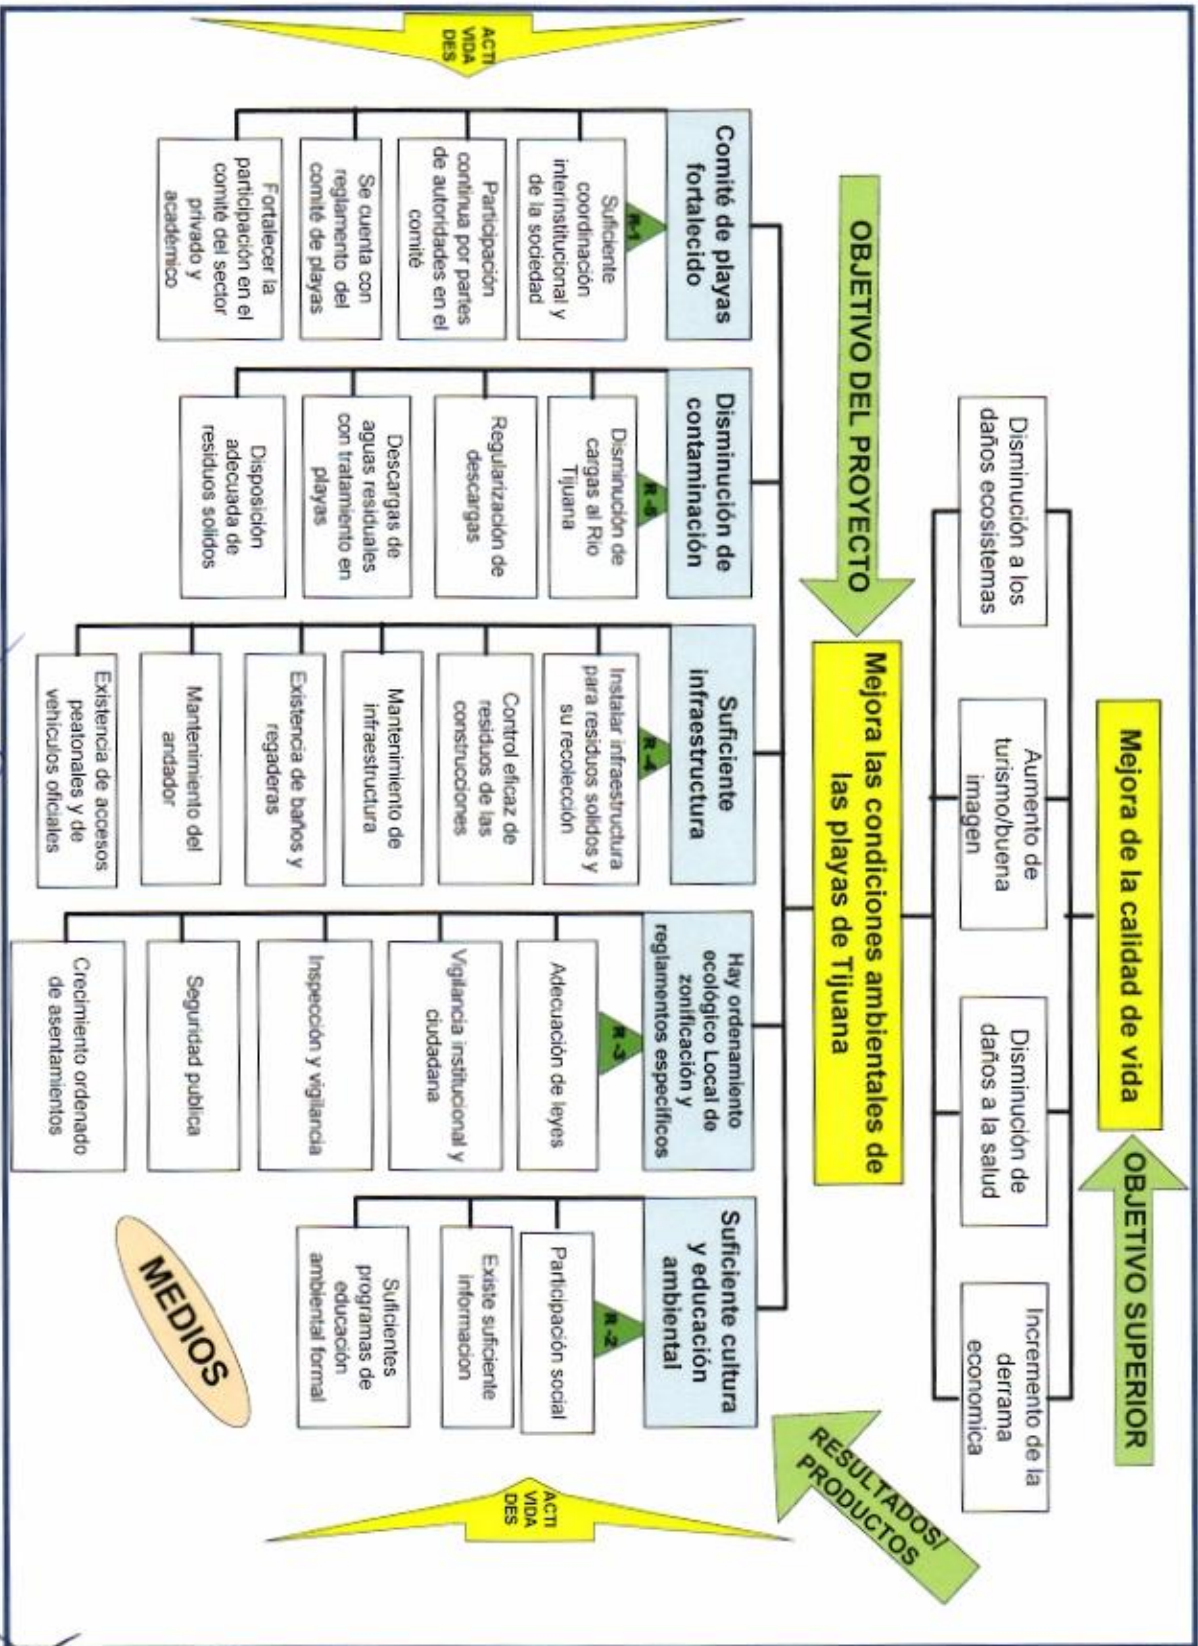 Mejora de la calidad de vida
OBJETIVO SUPERIOR
Disminución a los
daños ecosistemas
Aumento de
turismo/buena
imagen
Disminución de
daños a la salud
Incremento de la
derrama
economica
OBJETIVO DEL PROYECTO
Mejora las condiciones ambientales de
las playas de Tijuana
RESULTADOS/
PRODUCTOS
Comité de playas
fortalecido
R-1
Suficiente
coordinación
interinstitucional y
de la sociedad
Participación
continua por partes
de autoridades en el
comité
Se cuenta con
reglamento del
comité de playas
Fortalecer la
participación en el
comité del sector
privado y
académico
Disminución de
contaminación
R -5
Disminución de
cargas al Rio
Tijuana
Regularización de
descargas
Descargas de
aguas residuales
con tratamiento en
playas
Disposición
adecuada de
residuos solidos
Suficiente
infraestructura
R -4
Instalar infraestructura
para residuos solidos y
su recolección
Control eficaz de
residuos de las
construcciones
Mantenimiento de
infraestructura
Existencia de baños y
regaderas
Mantenimiento del
andador
Existencia de accesos
peatonales y de
vehículos oficiales
Hay ordenamiento
ecológico Local de
zonificación y
reglamentos específicos
R -3
Adecuación de leyes
Vigilancia institucional y
ciudadana
Inspección y vigilancia
Seguridad publica
Crecimiento ordenado
de asentamientos
Suficiente cultura
y educación
ambiental
R -2
Participación social
Existe suficiente
informacion
Suficientes
programas de
educación
ambiental formal
ACTI
VIDA
DES
ACTI
VIDA
DES
MEDIOS